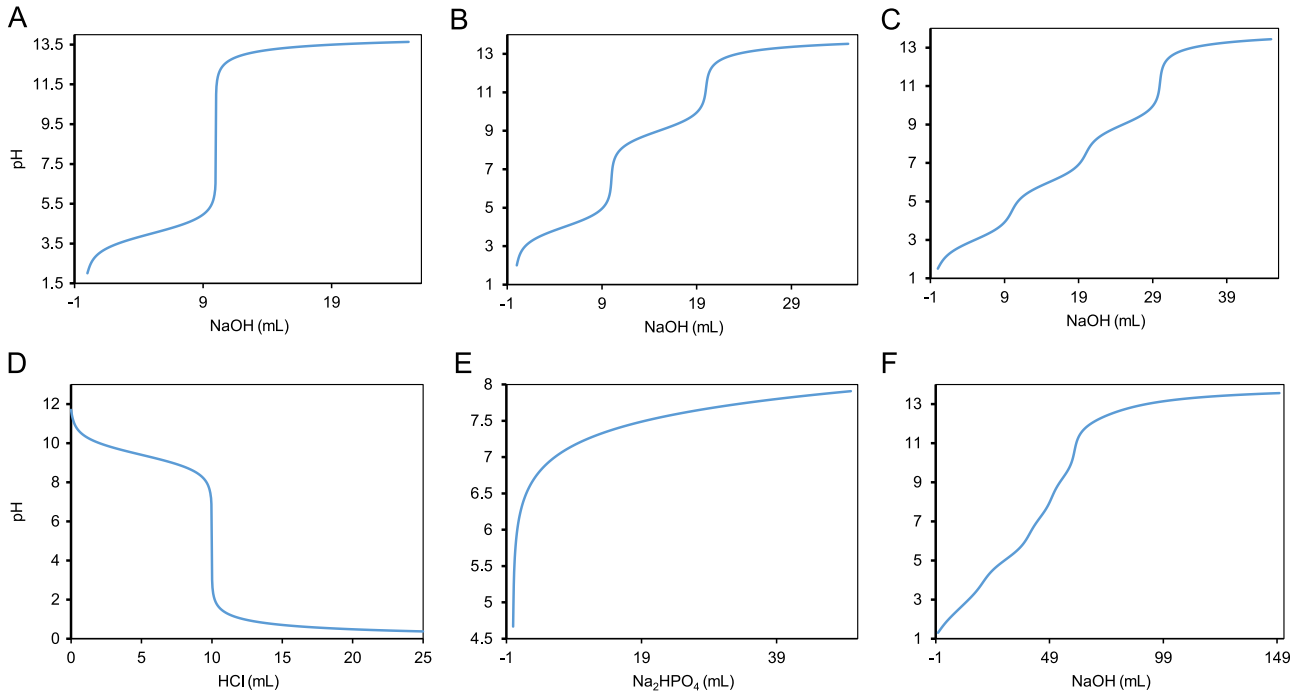 A
pH
13.5
11.5
9.5
7.5
5.5
3.5
1.5
-1 9 19
NaOH (mL)
B
13
11
9
7
5
3
1
-1 9 19 29
NaOH (mL)
C
13
11
9
7
5
3
1
-1 9 19 29 39
NaOH (mL)
D
pH
12
10
8
6
4
2
0
0 5 10 15 20 25
HCl (mL)
E
8
7.5
7
6.5
6
5.5
5
4.5
-1 19 39
Na₂HPO₄ (mL)
F
13
11
9
7
5
3
1
-1 49 99 149
NaOH (mL)